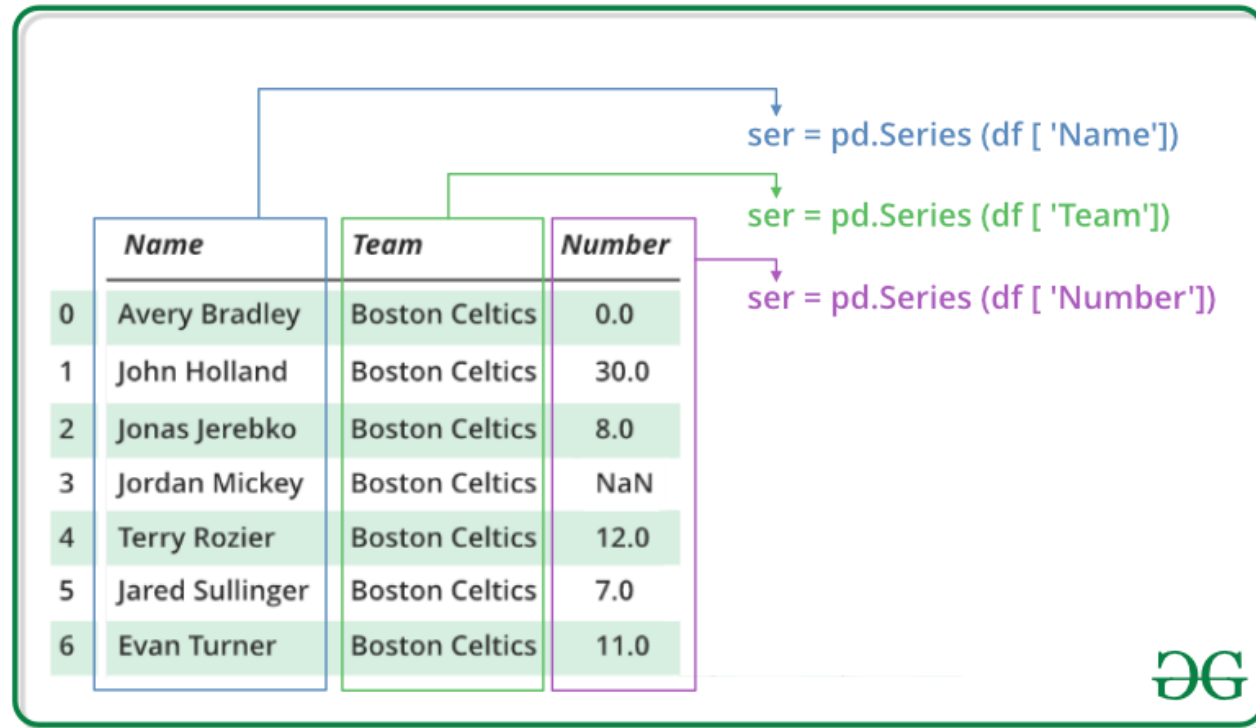 ser = pd.Series (df [ 'Name'])
ser = pd.Series (df [ 'Team'])
ser = pd.Series (df [ 'Number'])
Name Team Number
0 Avery Bradley Boston Celtics 0.0
1 John Holland Boston Celtics 30.0
2 Jonas Jerebko Boston Celtics 8.0
3 Jordan Mickey Boston Celtics NaN
4 Terry Rozier Boston Celtics 12.0
5 Jared Sullinger Boston Celtics 7.0
6 Evan Turner Boston Celtics 11.0